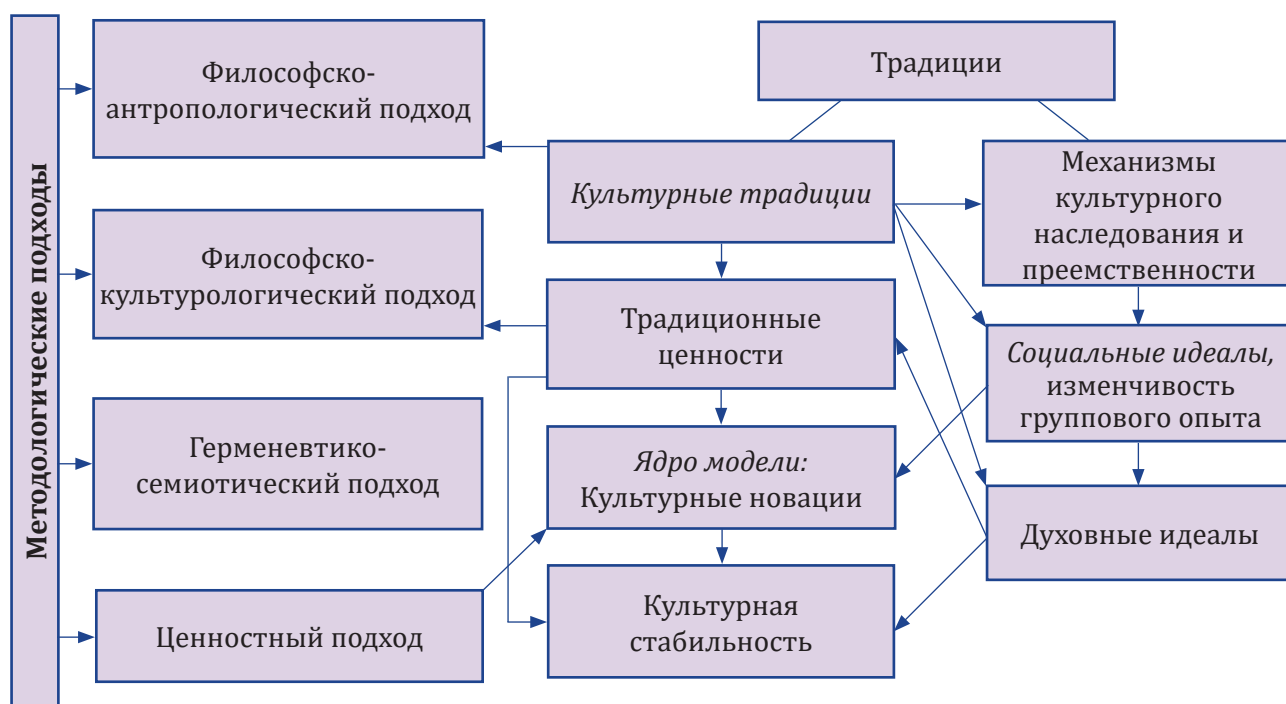 Методологические подходы
Философско-
антропологический подход
Философско-
культурологический подход
Герменевтико-
семиотический подход
Ценностный подход
Традиции
Культурные традиции
Традиционные
ценности
Ядро модели:
Культурные новации
Культурная
стабильность
Механизмы
культурного
наследования и
преемственности
Социальные идеалы,
изменчивость
группового опыта
Духовные идеалы